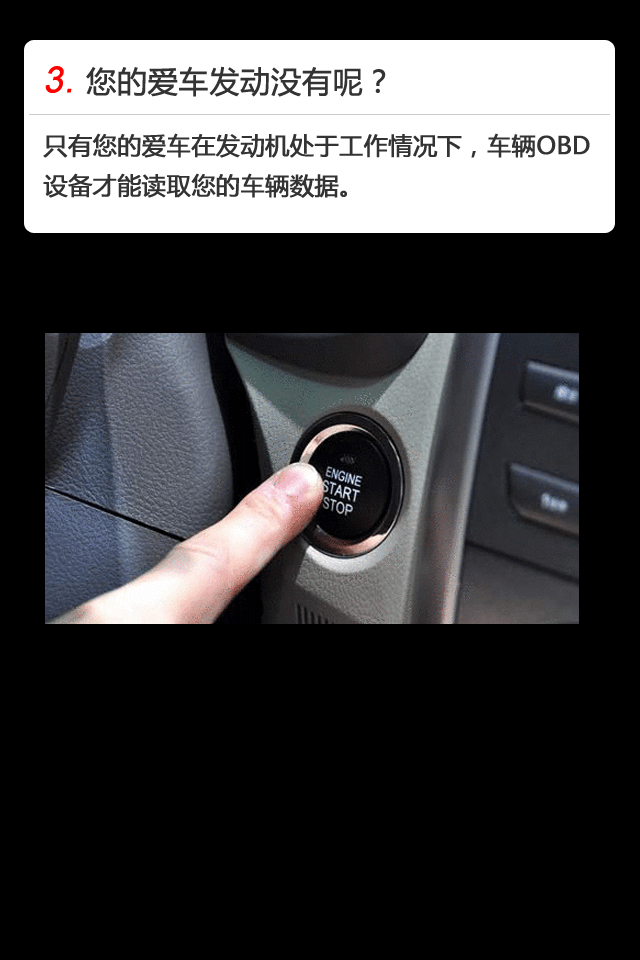 3. 您的爱车发动没有呢？
只有您的爱车在发动机处于工作情况下，车辆OBD
设备才能读取您的车辆数据。
ENGINE
START
STOP